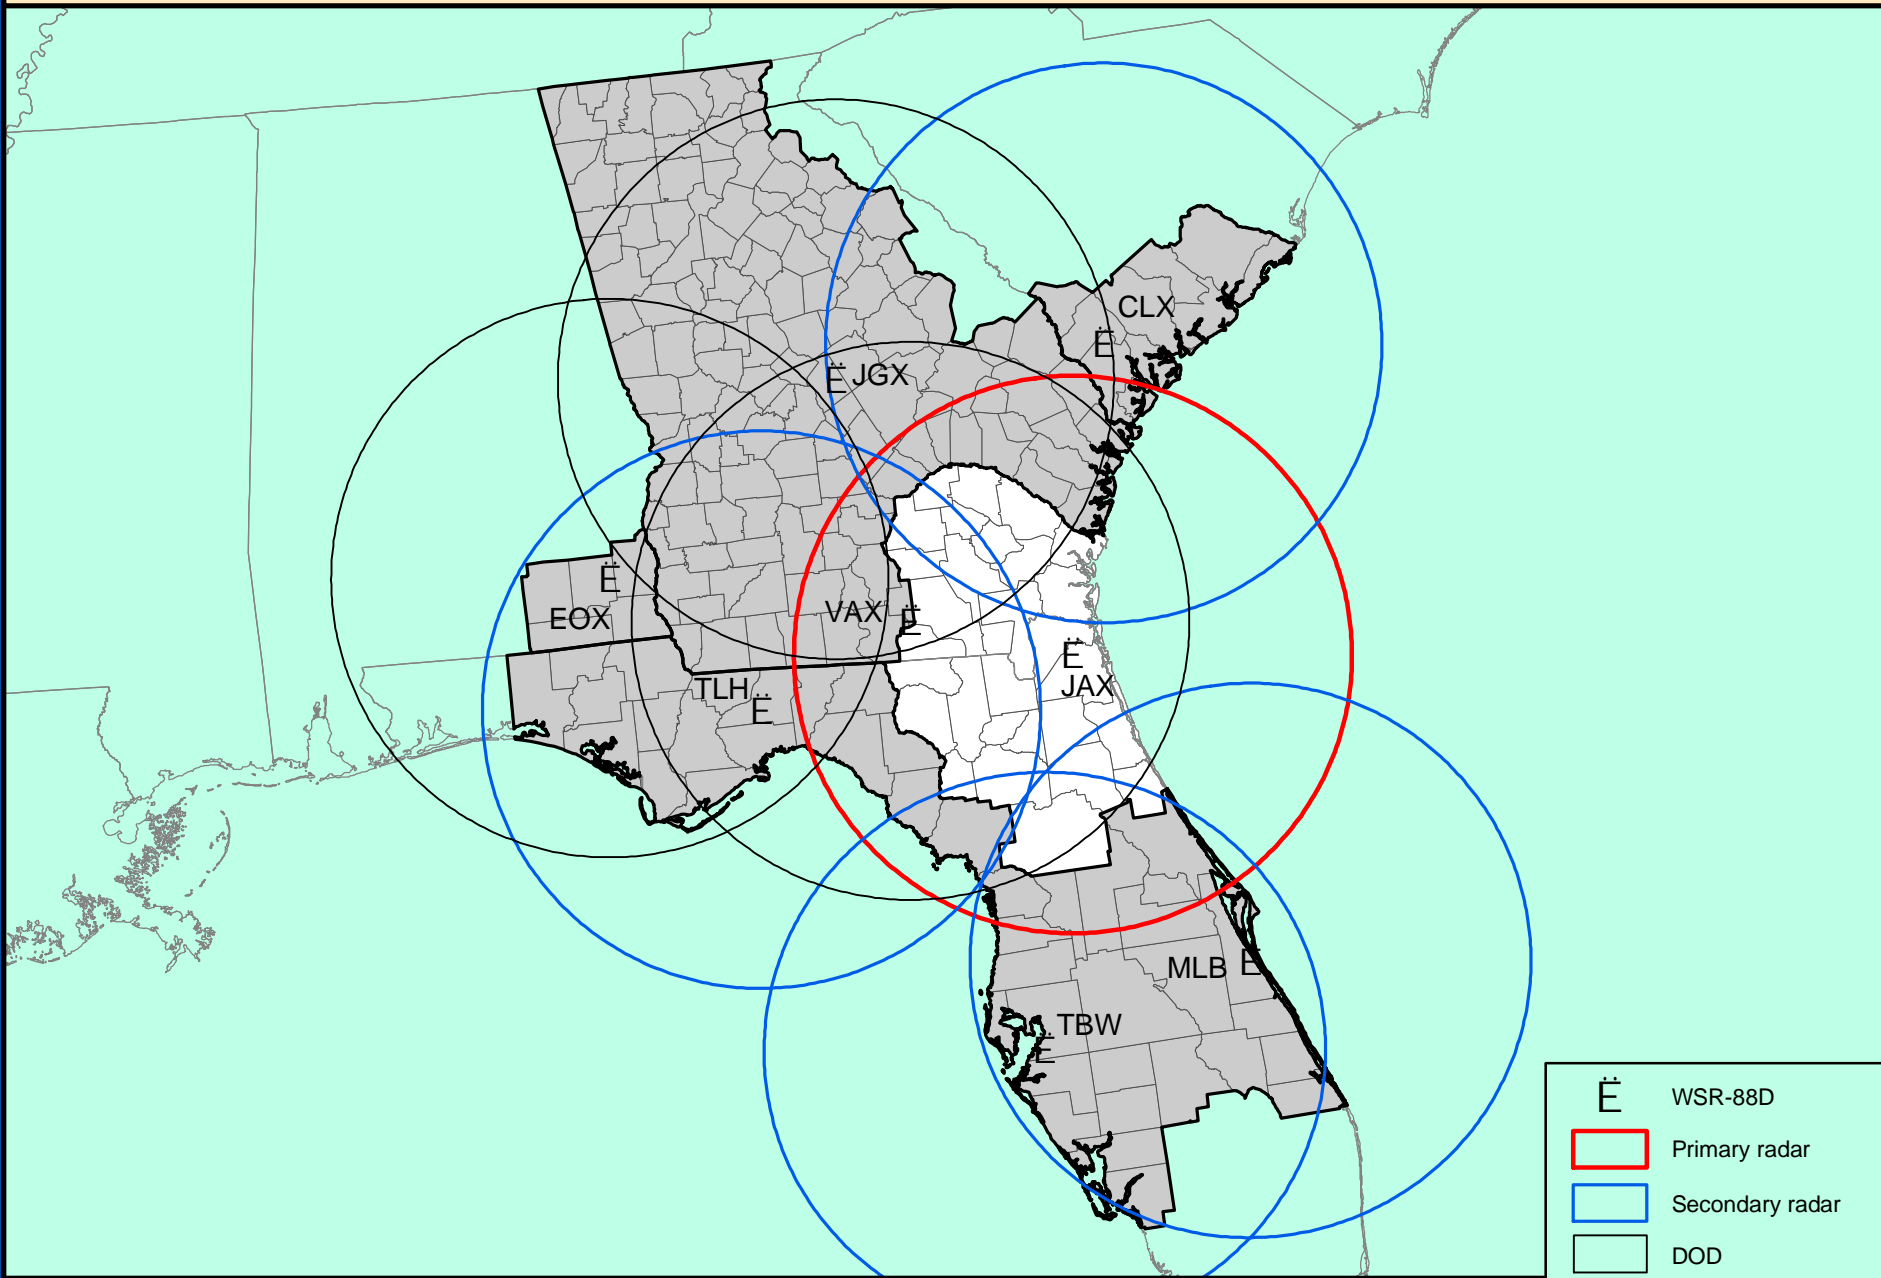 CLX
Ë
Ë JGX
Ë
EOX
VAX Ë
Ë
JAX
TLH Ë
MLB Ë
TBW
Ë
Ë WSR-88D
Primary radar
Secondary radar
DOD